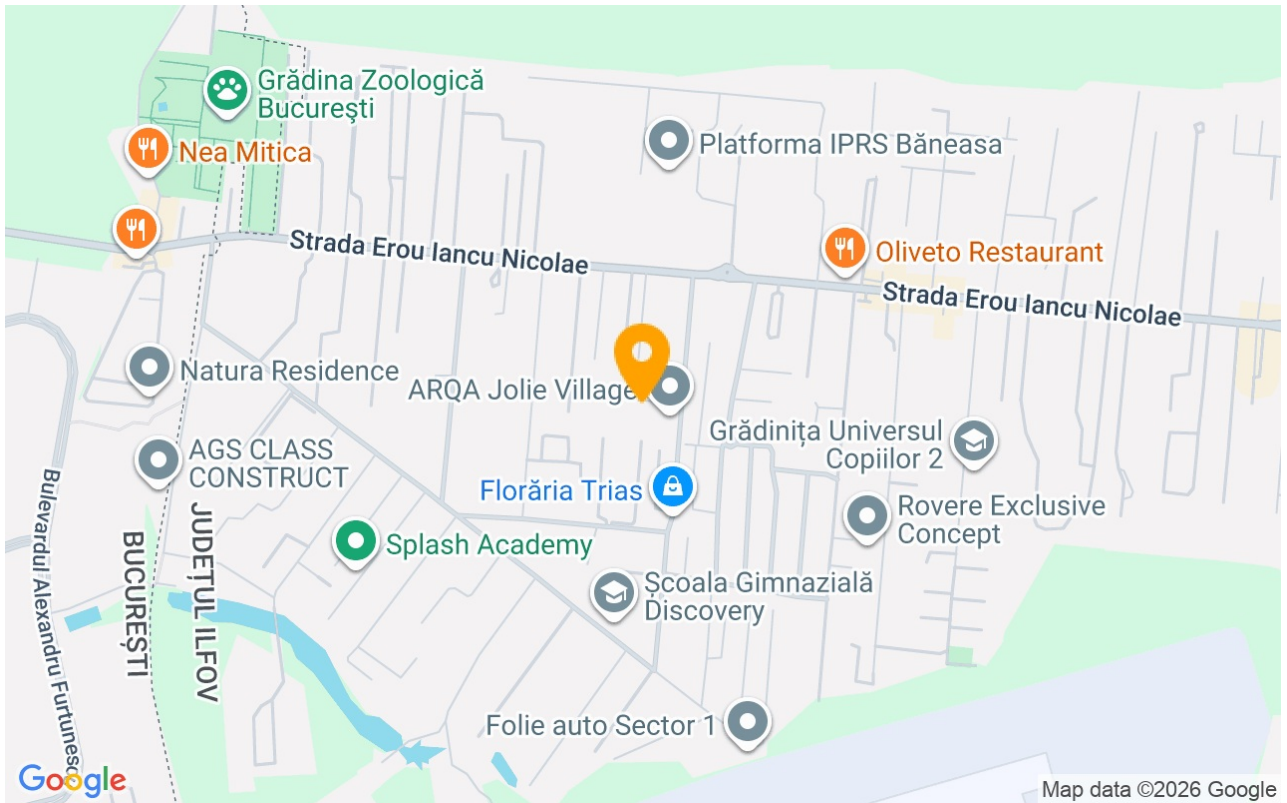 Grădina Zoologică
București
Nea Mitica
Platforma IPRS Băneasa
Strada Erou Iancu Nicolae
Oliveto Restaurant
Strada Erou Iancu Nicolae
Natura Residence
ARQA Jolie Village
Grădinița Universul
Copiilor 2
AGS CLASS
CONSTRUCT
Florăria Trias
Rovere Exclusive
Concept
JUDEȚUL ILFOV
BUCUREȘTI
Splash Academy
Bulevardul Alexandru Furtunescu
Școala Gimnazială
Discovery
Folie auto Sector 1
Google
Map data ©2026 Google